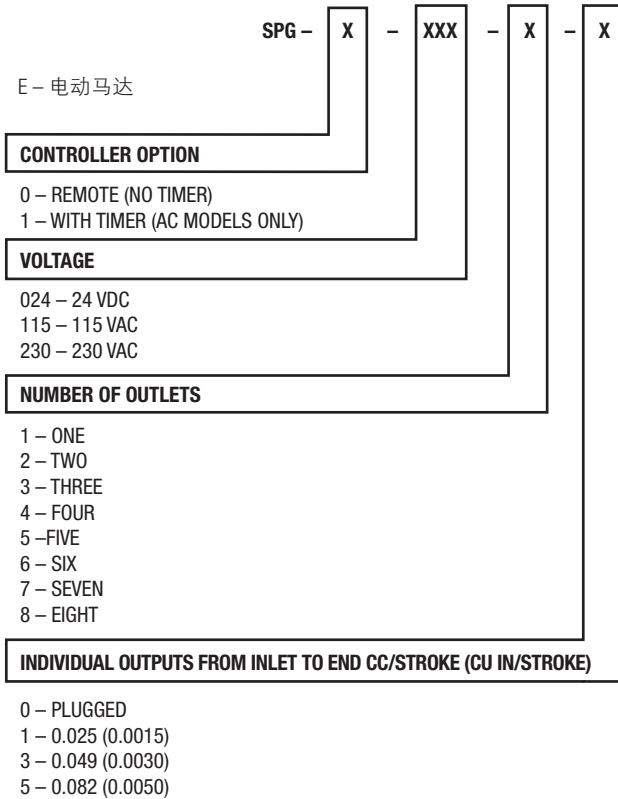 SPG – X – XXX – X – X
E – 电动马达
CONTROLLER OPTION
0 – REMOTE (NO TIMER)
1 – WITH TIMER (AC MODELS ONLY)
VOLTAGE
024 – 24 VDC
115 – 115 VAC
230 – 230 VAC
NUMBER OF OUTLETS
1 – ONE
2 – TWO
3 – THREE
4 – FOUR
5 –FIVE
6 – SIX
7 – SEVEN
8 – EIGHT
INDIVIDUAL OUTPUTS FROM INLET TO END CC/STROKE (CU IN/STROKE)
0 – PLUGGED
1 – 0.025 (0.0015)
3 – 0.049 (0.0030)
5 – 0.082 (0.0050)